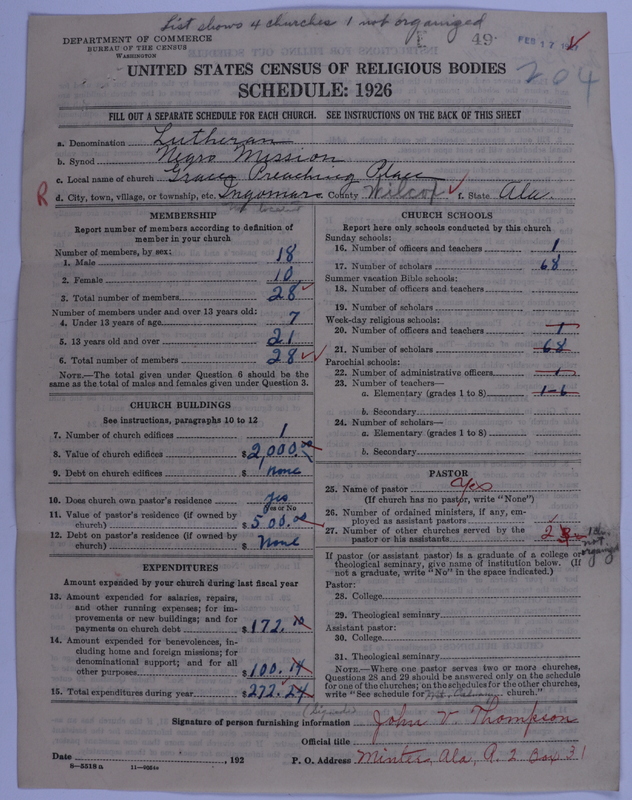 List shows 4 churches 1 not organized
DEPARTMENT OF COMMERCE
BUREAU OF THE CENSUS
WASHINGTON
E 49
FEB 17
204
UNITED STATES CENSUS OF RELIGIOUS BODIES
SCHEDULE: 1926
FILL OUT A SEPARATE SCHEDULE FOR EACH CHURCH. SEE INSTRUCTIONS ON THE BACK OF THIS SHEET
a. Denomination Lutheran
b. Synod Negro Mission
c. Local name of church Grace Preaching Place
R d. City, town, village, or township, etc. Ingomar County Wilcox f. State Ala.
MEMBERSHIP
Report number of members according to definition of
member in your church
Number of members, by sex:
1. Male 18
2. Female 10
3. Total number of members 28
Number of members under and over 13 years old:
4. Under 13 years of age 7
5. 13 years old and over 21
6. Total number of members 28
NOTE.—The total given under Question 6 should be the
same as the total of males and females given under Question 3.
CHURCH BUILDINGS
See instructions, paragraphs 10 to 12
7. Number of church edifices 1
8. Value of church edifices $2,000.00
9. Debt on church edifices $ None
10. Does church own pastor's residence Yes
Yes or No
11. Value of pastor's residence (if owned by
church) $500.00
12. Debt on pastor's residence (if owned by
church) $ None
EXPENDITURES
Amount expended by your church during last fiscal year
13. Amount expended for salaries, repairs,
and other running expenses; for im-
provements or new buildings; and for
payments on church debt $172.10
14. Amount expended for benevolences, in-
cluding home and foreign missions; for
denominational support; and for all
other purposes $100.14
15. Total expenditures during year $272.24
CHURCH SCHOOLS
Report here only schools conducted by this church
Sunday schools:
16. Number of officers and teachers 1
17. Number of scholars 68
Summer vacation Bible schools:
18. Number of officers and teachers
19. Number of scholars
Week-day religious schools:
20. Number of officers and teachers 1
21. Number of scholars 68
Parochial schools:
22. Number of administrative officers 1
23. Number of teachers—
a. Elementary (grades 1 to 8) 1-6
b. Secondary
24. Number of scholars—
a. Elementary (grades 1 to 8)
b. Secondary
PASTOR
25. Name of pastor Yes
(If church has no pastor, write "None")
26. Number of ordained ministers, if any, em-
ployed as assistant pastors
27. Number of other churches served by the
pastor or his assistants 2 3
not
organized
If pastor (or assistant pastor) is a graduate of a college or
theological seminary, give name of institution below. (If
not a graduate, write "No" in the space indicated.)
Pastor:
28. College
29. Theological seminary
Assistant pastor:
30. College
31. Theological seminary
NOTE.—Where one pastor serves two or more churches,
Questions 28 and 29 should be answered only on the schedule
for one of the churches; on the schedules for the other churches,
write "See schedule for Mt. Calvary church."
Signature of person furnishing information John V. Thompson
Official title
Date , 192
P. O. Address Minter, Ala, R. 2 Box 31
8—5518 a 11—9264